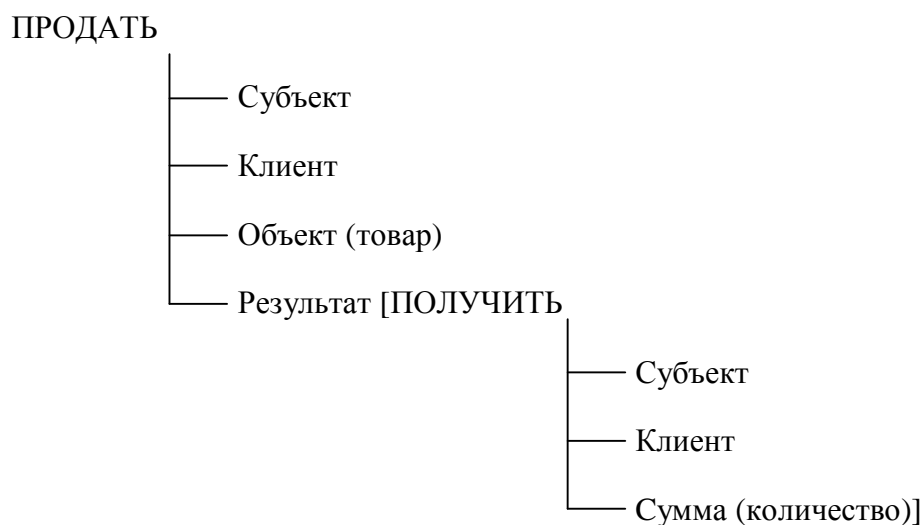 ПРОДАТЬ
Субъект
Клиент
Объект (товар)
Результат [ПОЛУЧИТЬ
Субъект
Клиент
Сумма (количество)]